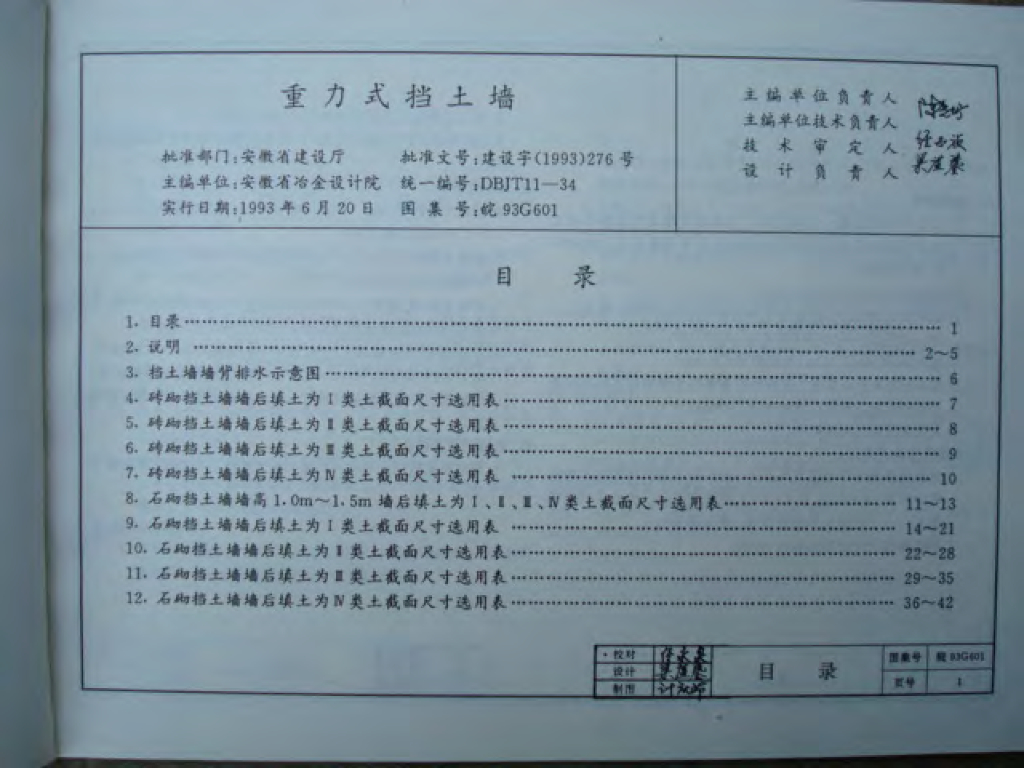 重力式挡土墙
批准部门:安徽省建设厅 批准文号:建设字(1993)276号
主编单位:安徽省冶金设计院 统一编号:DBJT11—34
实行日期:1993年6月20日 图集号:皖93G601
主编单位负责人
主编单位技术负责人
技术审定人
设计负责人
目录
1. 目录………………………………………………1
2. 说明………………………………………………2~5
3. 挡土墙墙背排水示意图………………………………………………6
4. 砖砌挡土墙墙后填土为Ⅰ类土截面尺寸选用表………………………………………………7
5. 砖砌挡土墙墙后填土为Ⅱ类土截面尺寸选用表………………………………………………8
6. 砖砌挡土墙墙后填土为Ⅲ类土截面尺寸选用表………………………………………………9
7. 砖砌挡土墙墙后填土为Ⅳ类土截面尺寸选用表………………………………………………10
8. 石砌挡土墙墙高1.0m~1.5m墙后填土为Ⅰ、Ⅱ、Ⅲ、Ⅳ类土截面尺寸选用表………………………11~13
9. 石砌挡土墙墙后填土为Ⅰ类土截面尺寸选用表………………………………………………14~21
10. 石砌挡土墙墙后填土为Ⅱ类土截面尺寸选用表………………………………………………22~28
11. 石砌挡土墙墙后填土为Ⅲ类土截面尺寸选用表………………………………………………29~35
12. 石砌挡土墙墙后填土为Ⅳ类土截面尺寸选用表………………………………………………36~42
校对
设计
制图
目录
图集号 皖93G601
页号 1